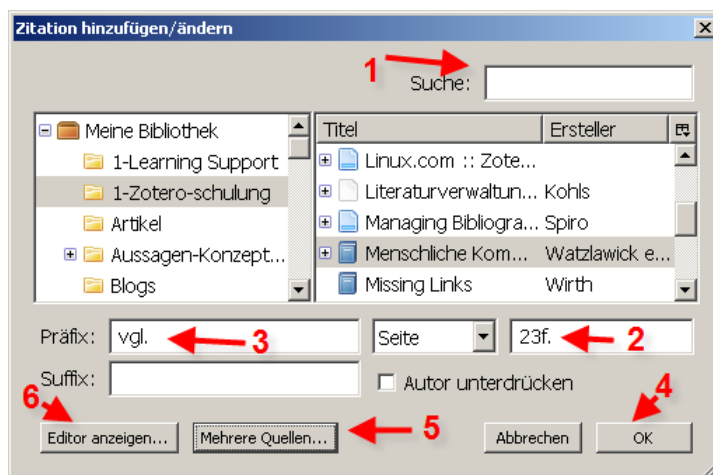 Zitation hinzufügen/ändern
1
Suche:
Meine Bibliothek
1-Learning Support
1-Zotero-schulung
Artikel
Aussagen-Konzept...
Blogs
Titel Ersteller
Linux.com :: Zote...
Literaturverwaltun... Kohls
Managing Bibliogra... Spiro
Menschliche Kom... Watzlawick e...
Missing Links Wirth
Präfix: vgl. 3 Seite 23f. 2
Suffix: Autor unterdrücken
6 4
Editor anzeigen... Mehrere Quellen... 5 Abbrechen OK